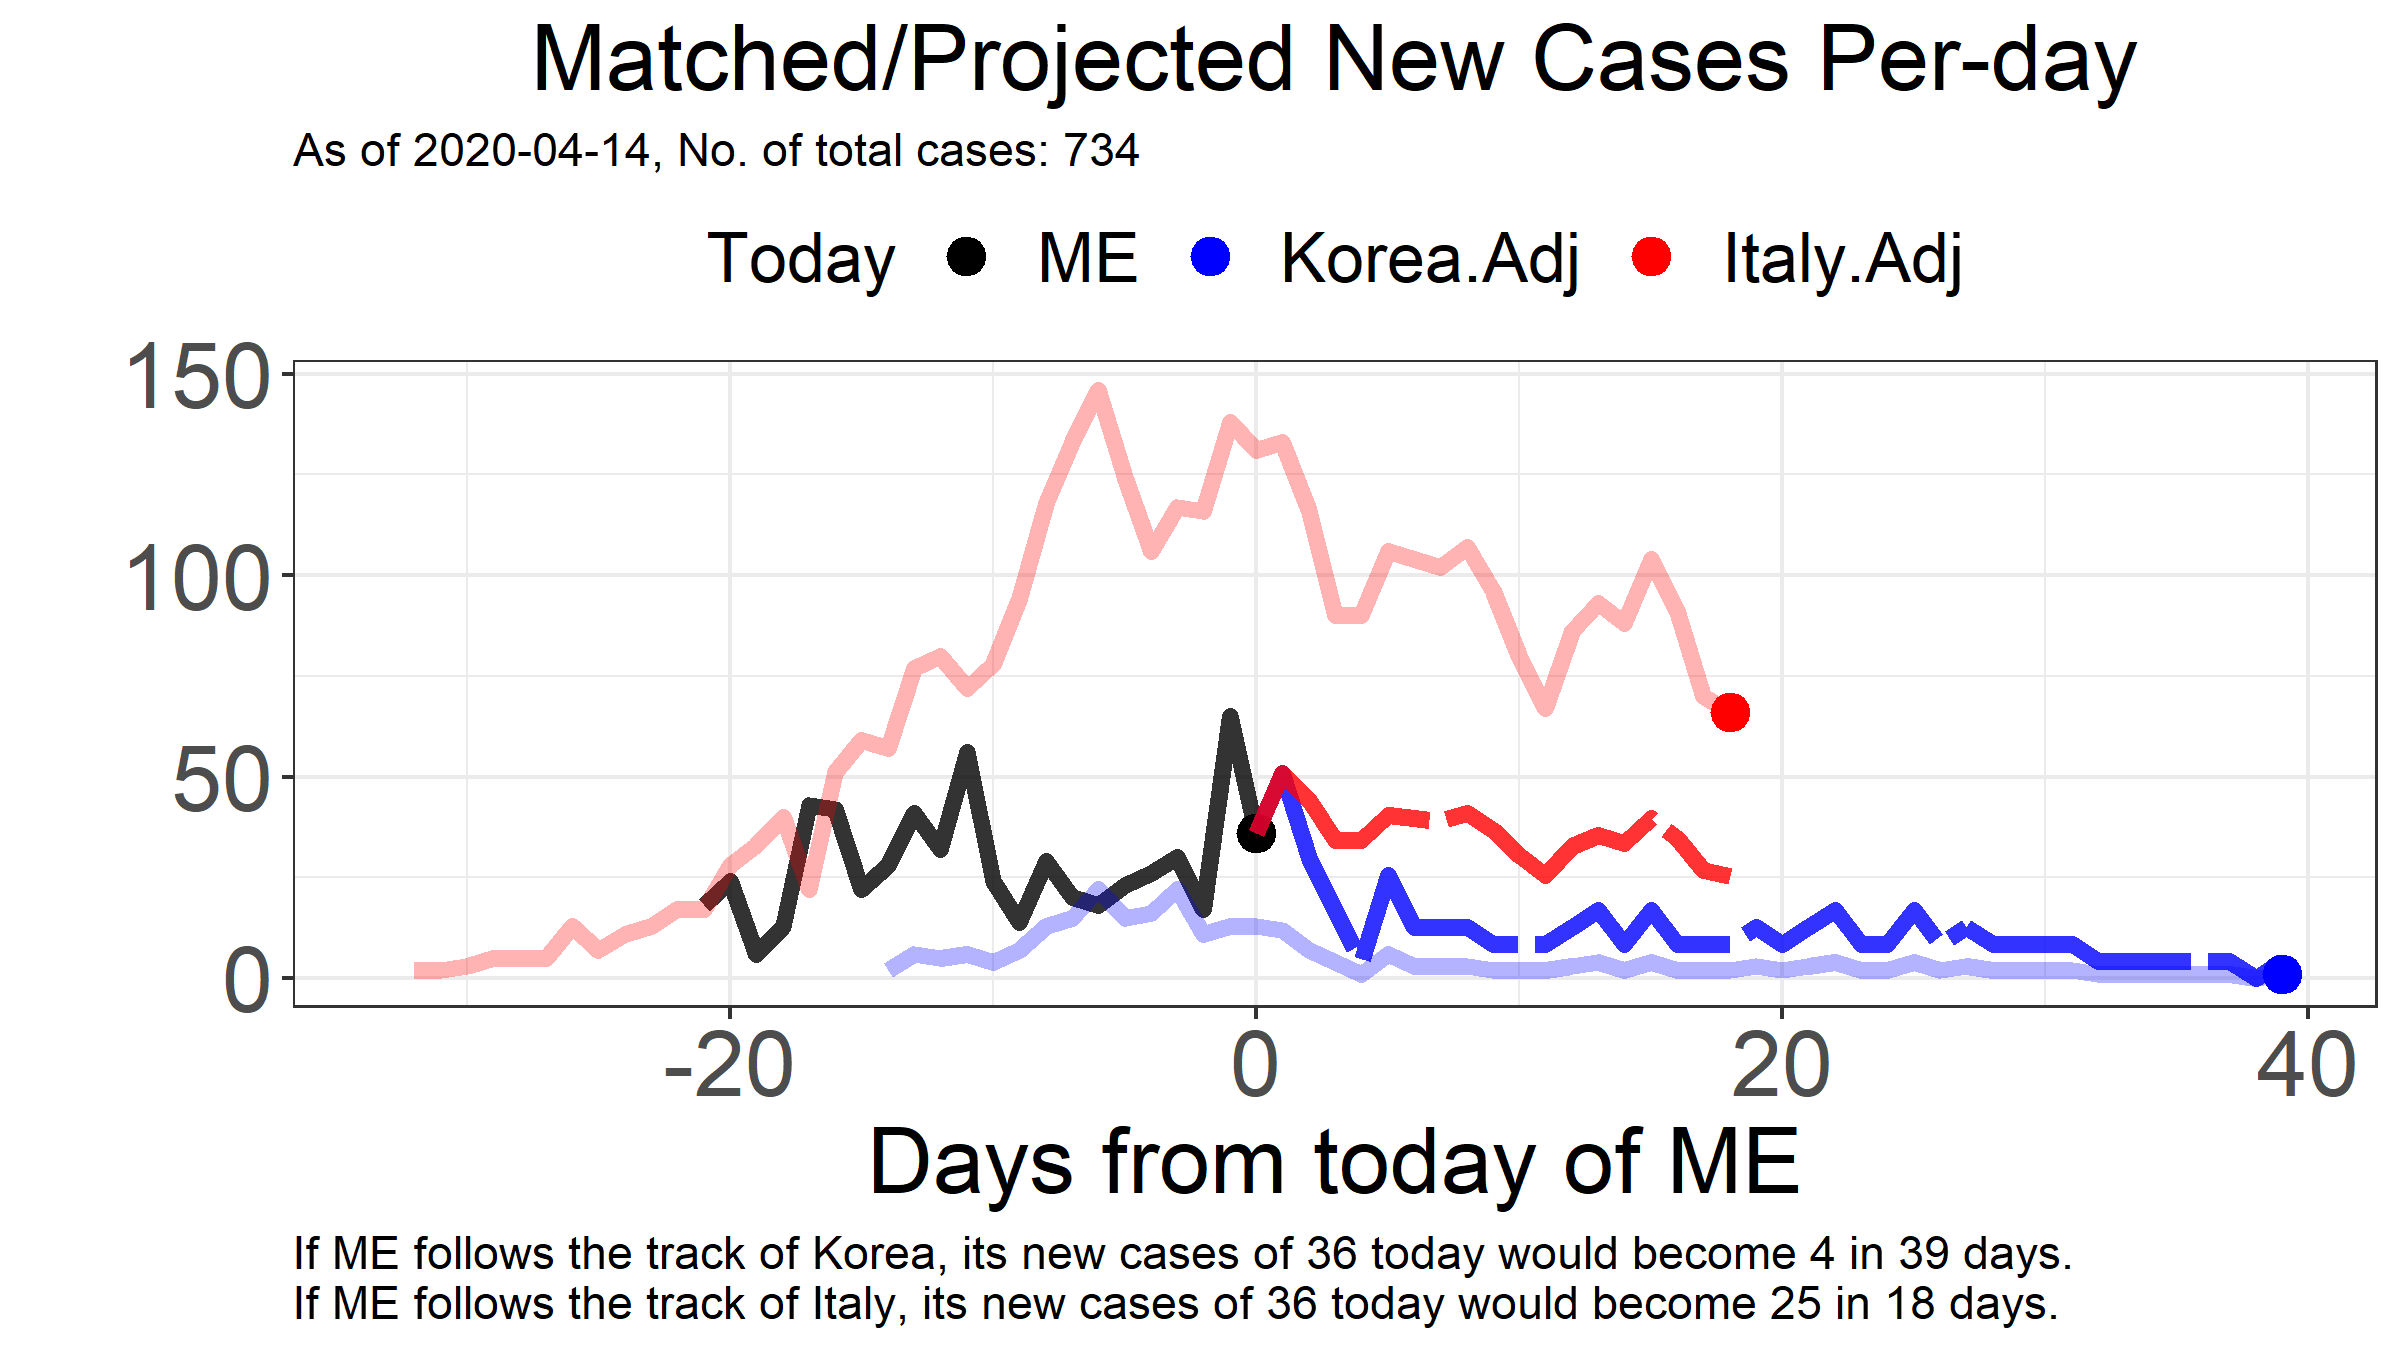 Matched/Projected New Cases Per-day
As of 2020-04-14, No. of total cases: 734
Today ME Korea.Adj Italy.Adj
150
100
50
0
-20 0 20 40
Days from today of ME
If ME follows the track of Korea, its new cases of 36 today would become 4 in 39 days.
If ME follows the track of Italy, its new cases of 36 today would become 25 in 18 days.